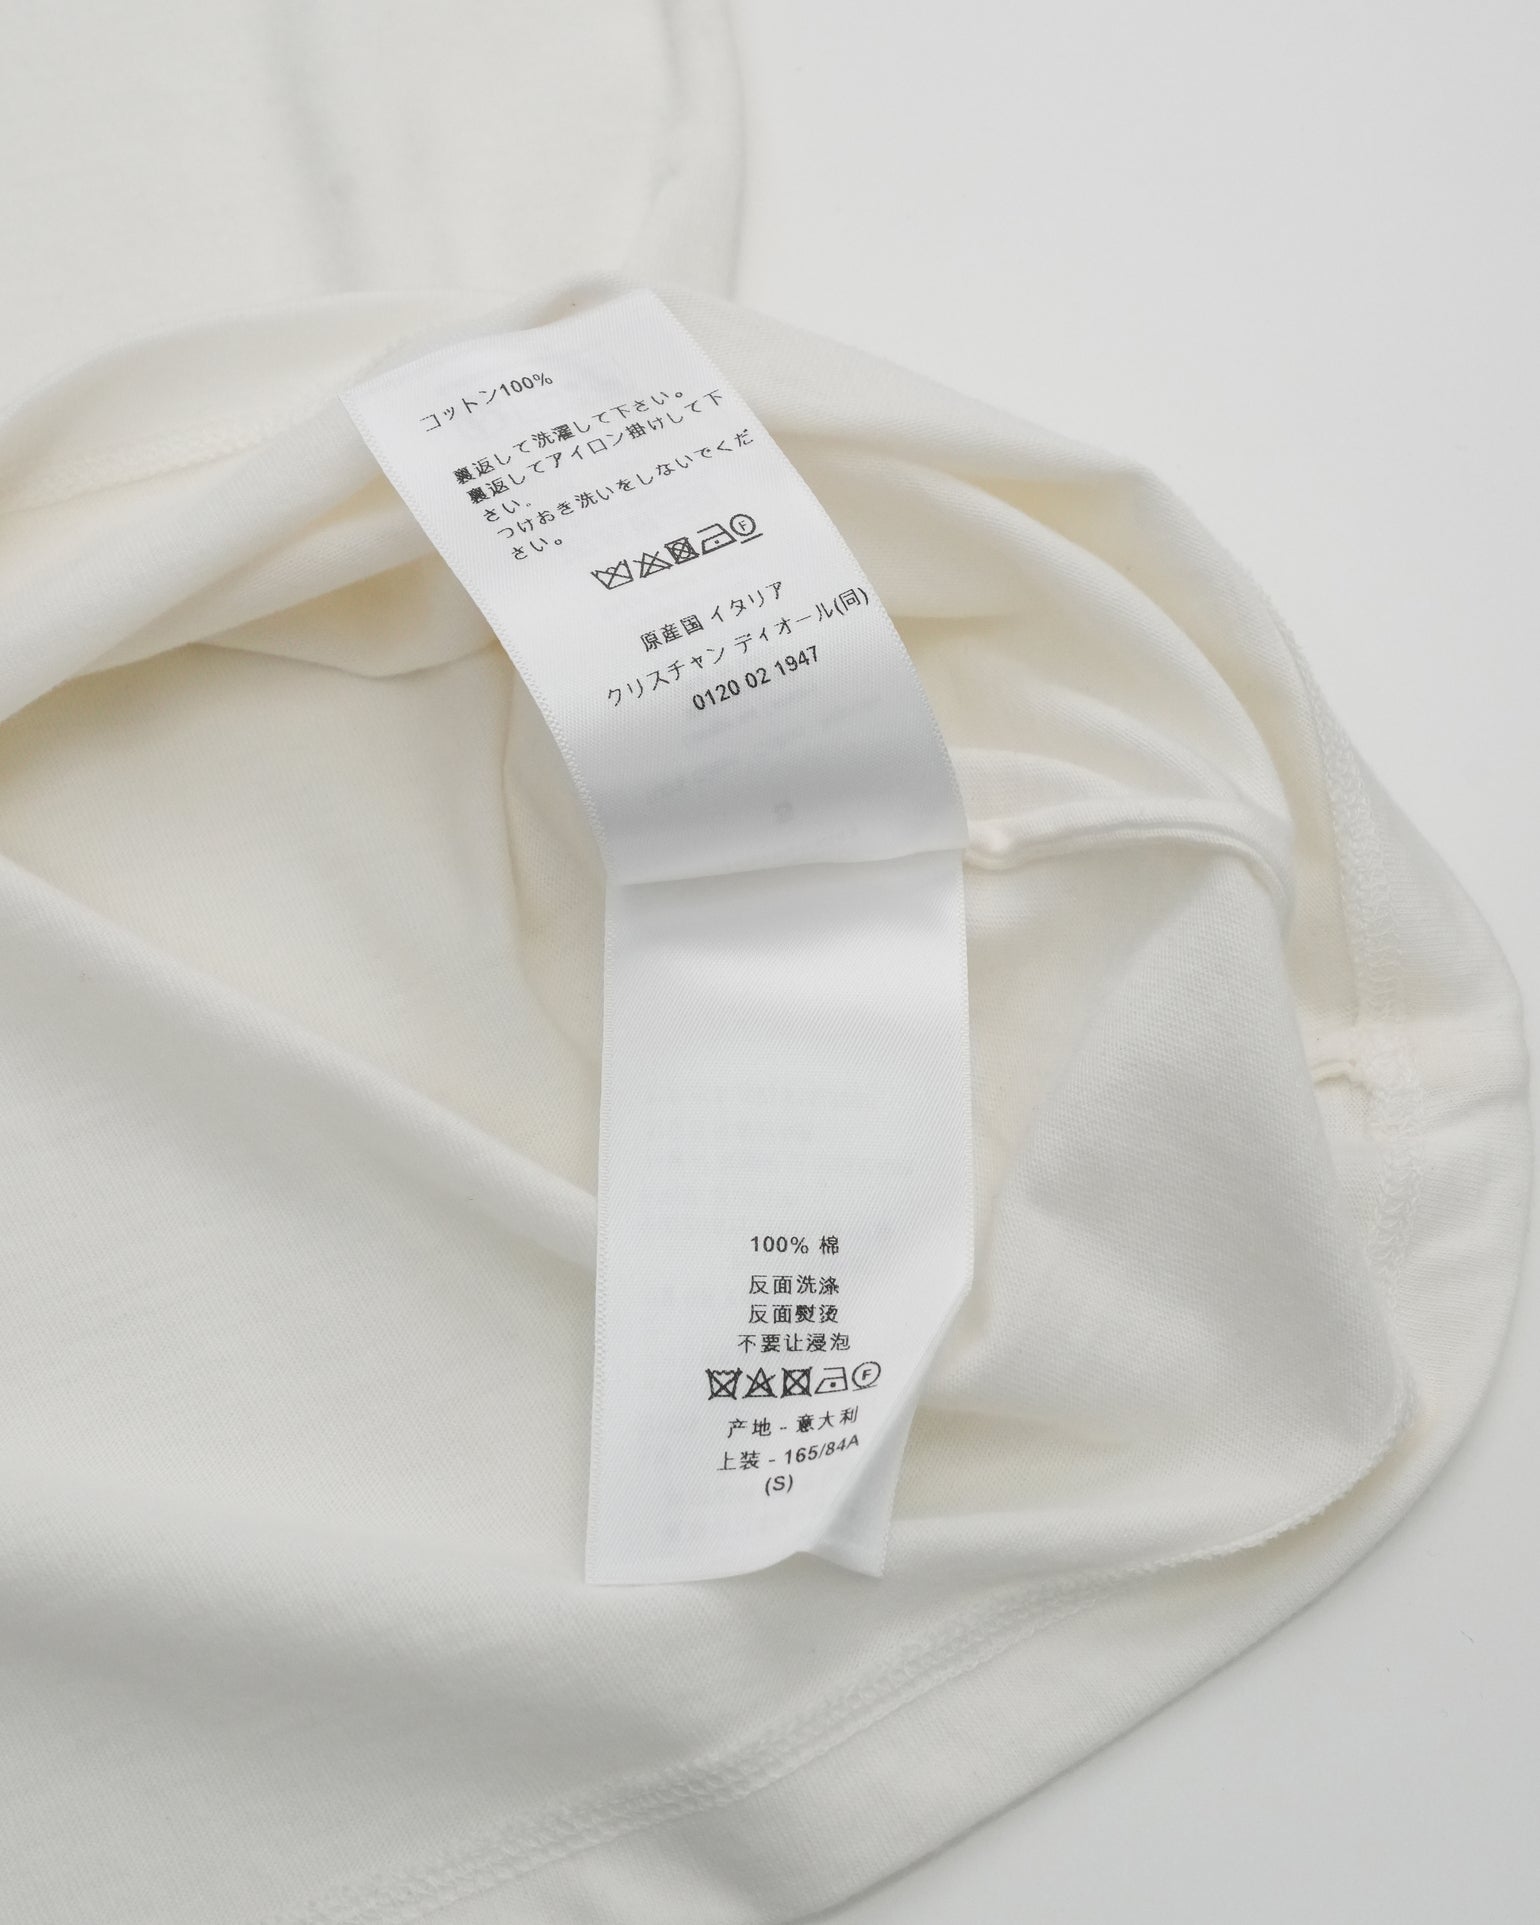 コットン100%
裏返して洗濯して下さい。
裏返してアイロン掛けして下
さい。
つけおき洗いをしないでくだ
さい。
F
原産国 イタリア
クリスチャン ディオール(同)
0120 02 1947
100% 棉
反面洗涤
反面熨烫
不要让浸泡
F
产地 - 意大利
上装 - 165/84A
(S)